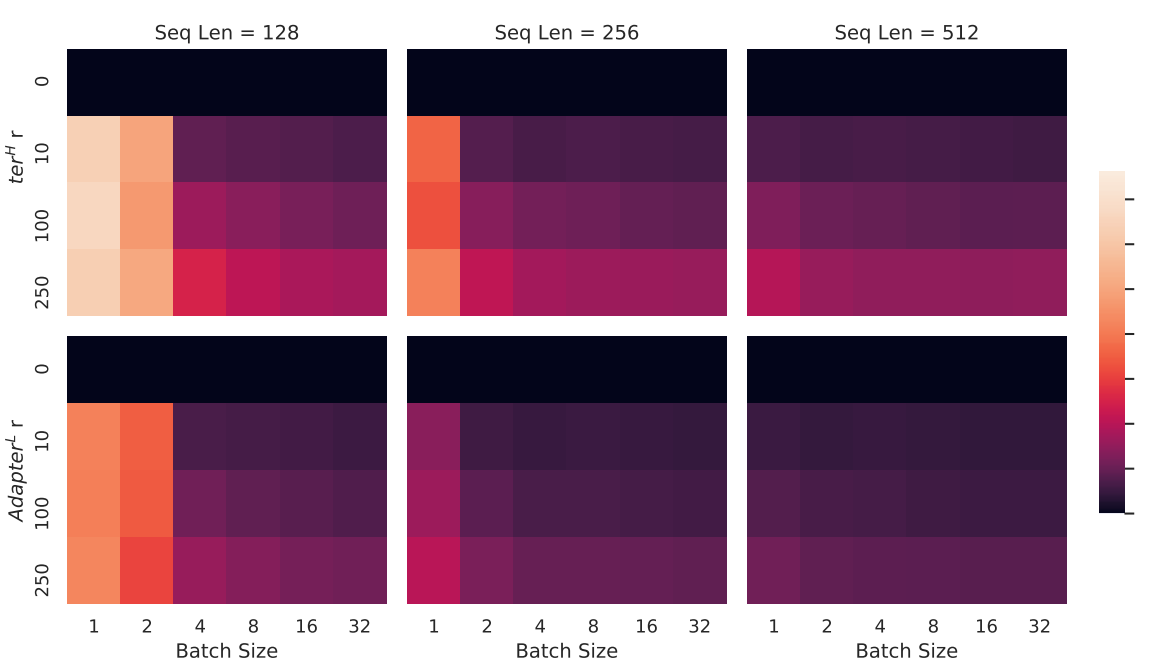 Seq Len = 128
Seq Len = 256
Seq Len = 512
terH r
0
10
100
250
AdapterL r
0
10
100
250
1 2 4 8 16 32
1 2 4 8 16 32
1 2 4 8 16 32
Batch Size
Batch Size
Batch Size